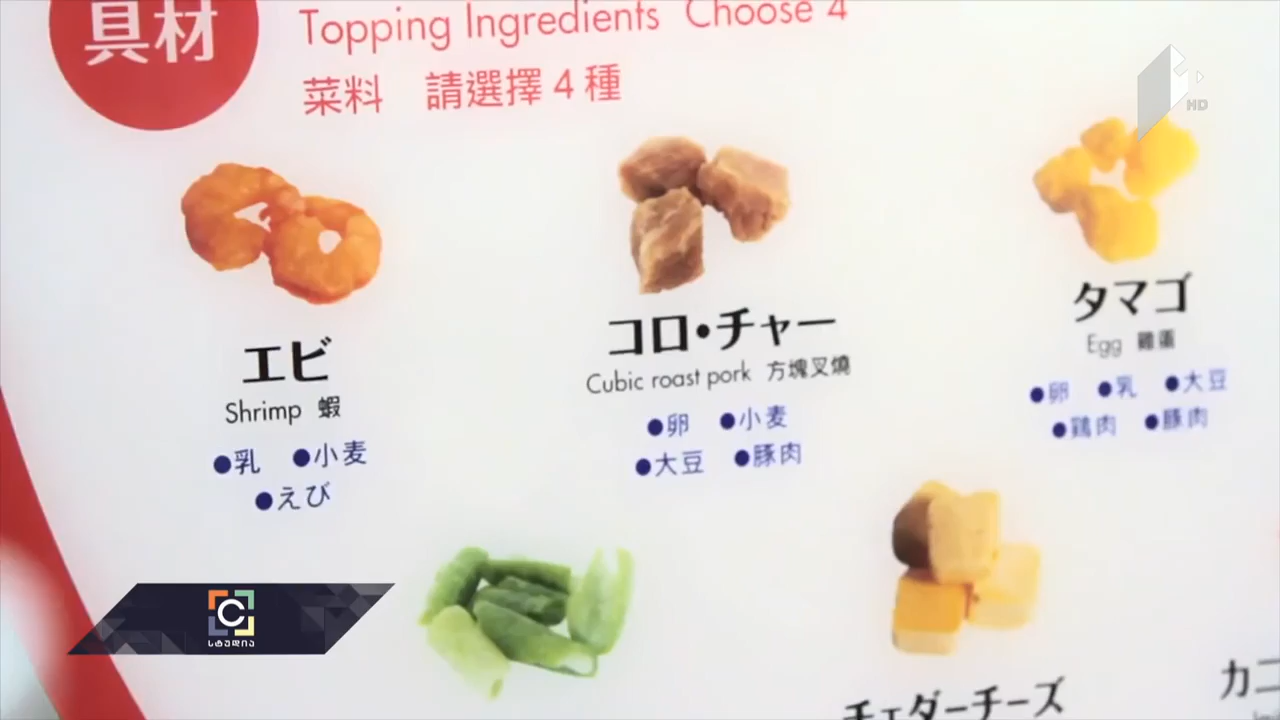 具材
Topping Ingredients Choose 4
菜料 請選擇 4 種
HD
エビ
Shrimp 蝦
●乳 ●小麦
●えび
コロ・チャー
Cubic roast pork 方塊叉燒
●卵 ●小麦
●大豆 ●豚肉
タマゴ
Egg 雞蛋
●卵 ●乳 ●大豆
●鶏肉 ●豚肉
チェダーチーズ
C
სტუდია